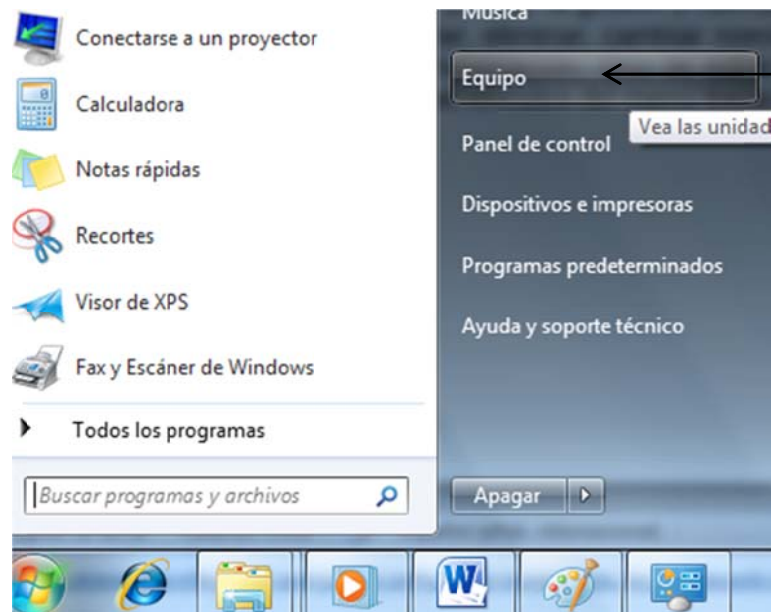 Conectarse a un proyector
Calculadora
Notas rápidas
Recortes
Visor de XPS
Fax y Escáner de Windows
Todos los programas
Buscar programas y archivos
Música
Equipo
Vea las unidad
Panel de control
Dispositivos e impresoras
Programas predeterminados
Ayuda y soporte técnico
Apagar
W